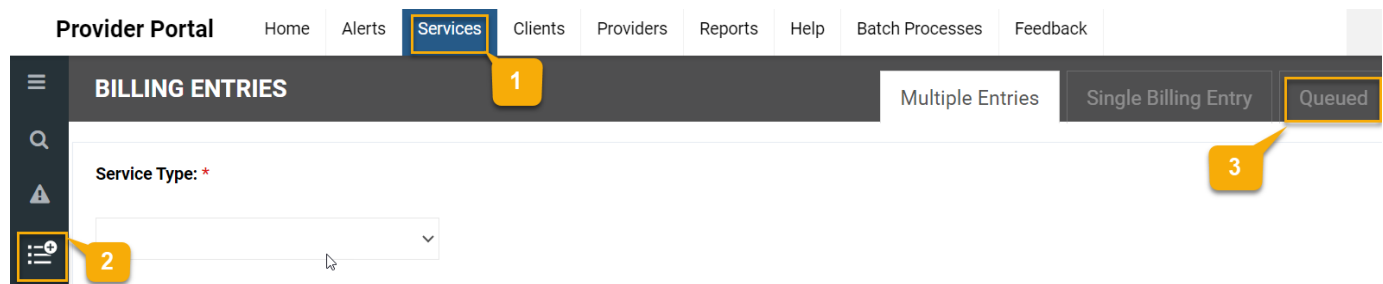 Provider Portal Home Alerts Services Clients Providers Reports Help Batch Processes Feedback
1
BILLING ENTRIES Multiple Entries Single Billing Entry Queued
3
Service Type: *
2